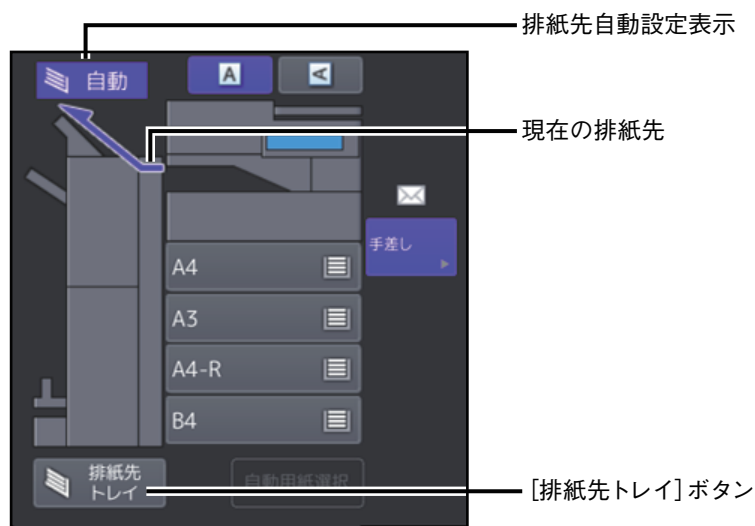 排紙先自動設定表示
自動
A
A
現在の排紙先
手差し
A4
A3
A4-R
B4
排紙先
トレイ
自動用紙選択
[排紙先トレイ]ボタン